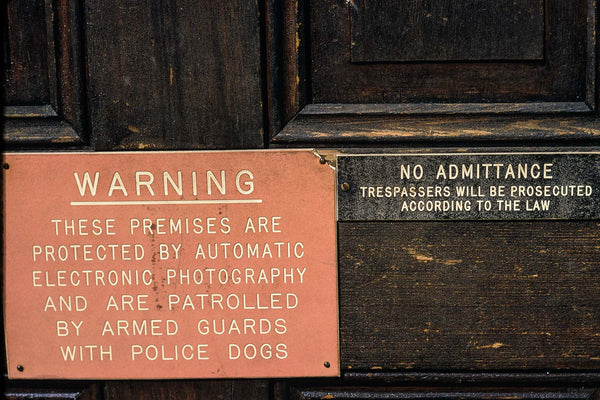 WARNING
THESE PREMISES ARE
PROTECTED BY AUTOMATIC
ELECTRONIC PHOTOGRAPHY
AND ARE PATROLLED
BY ARMED GUARDS
WITH POLICE DOGS
NO ADMITTANCE
TRESPASSERS WILL BE PROSECUTED
ACCORDING TO THE LAW